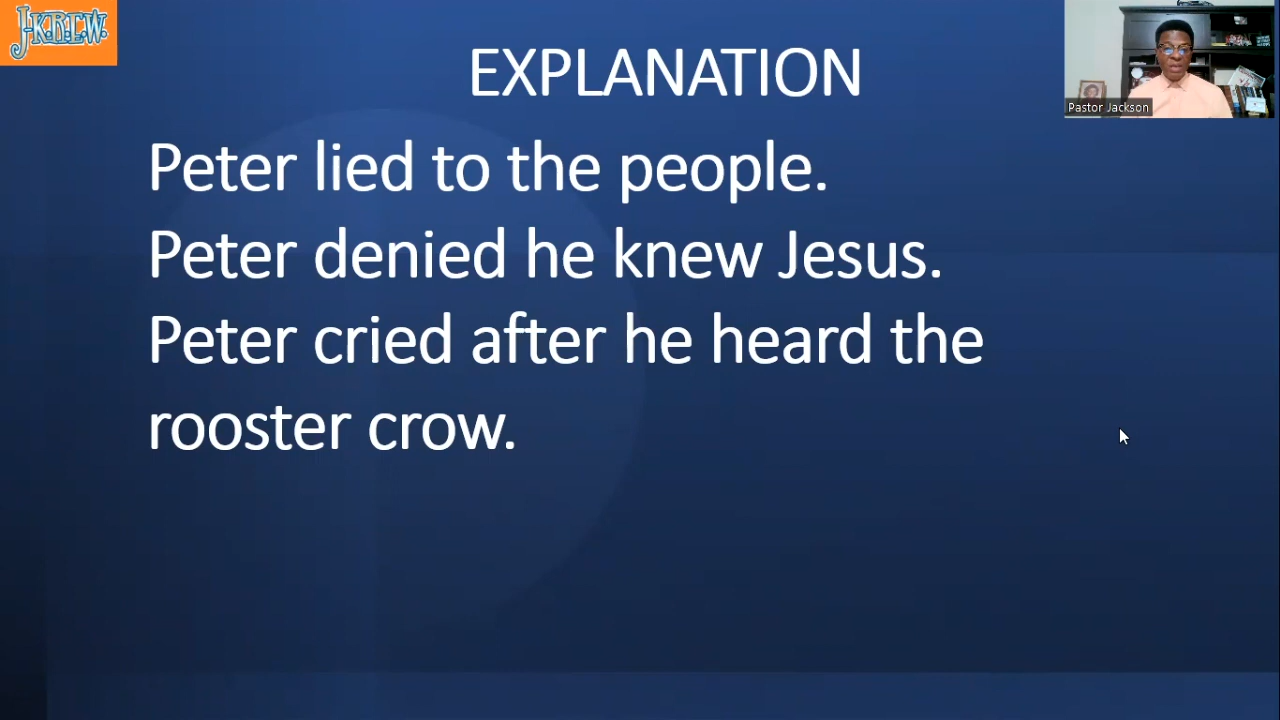 J-KREW
EXPLANATION
Pastor Jackson
Peter lied to the people.
Peter denied he knew Jesus.
Peter cried after he heard the
rooster crow.